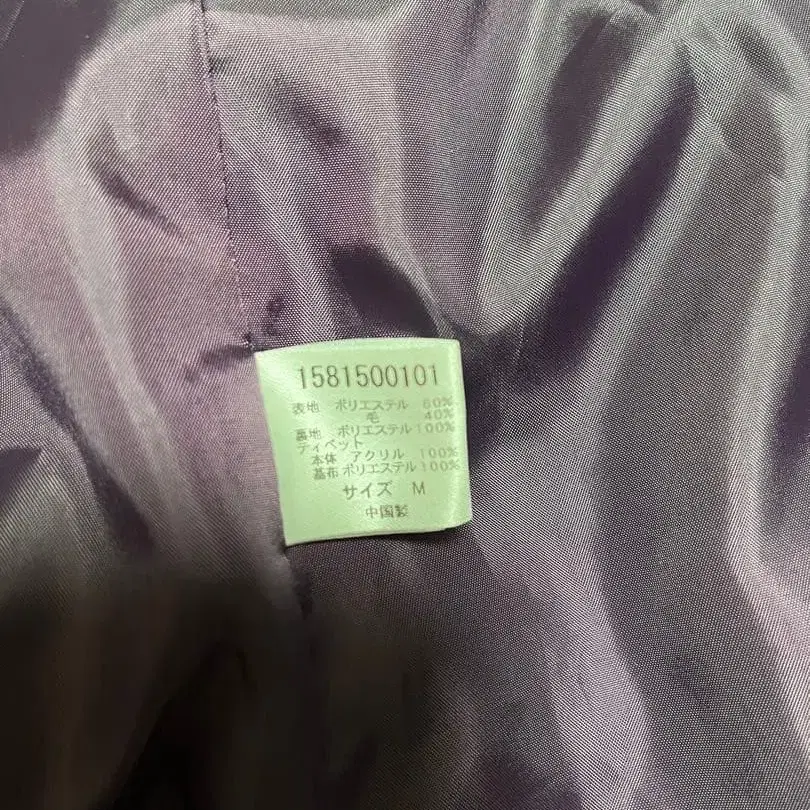 1581500101
表地 ポリエステル 60%
毛 40%
裏地 ポリエステル 100%
ティペット
本体 アクリル 100%
基布 ポリエステル 100%
サイズ M
中国製